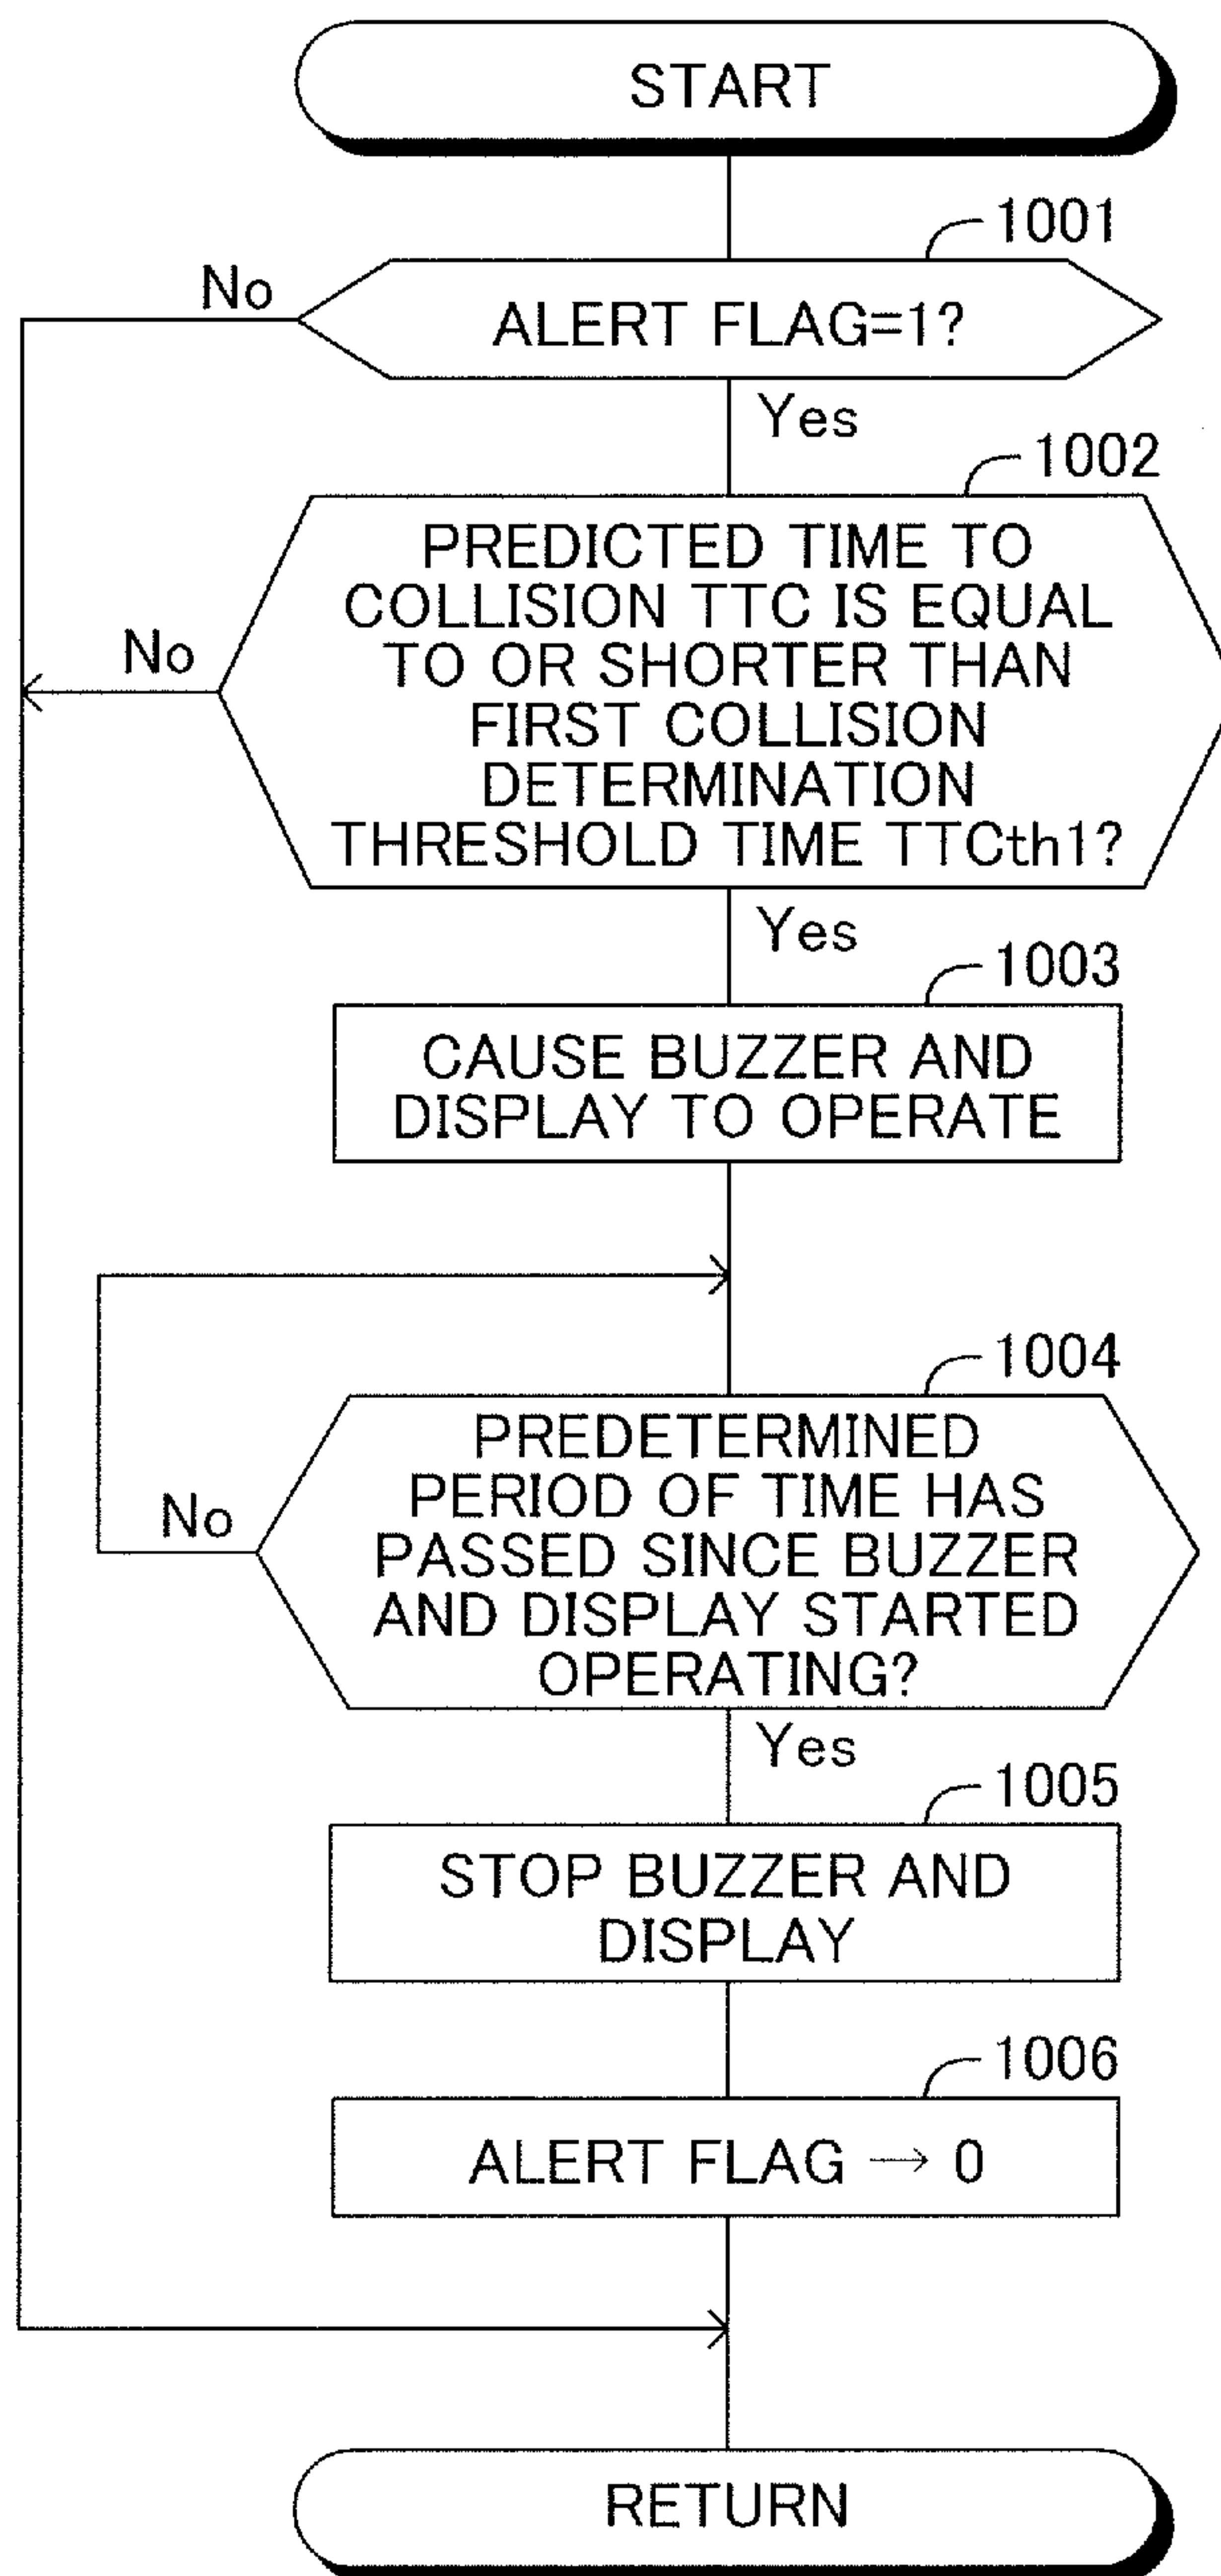 START
1001
No
ALERT FLAG=1?
Yes
1002
PREDICTED TIME TO
COLLISION TTC IS EQUAL
TO OR SHORTER THAN
No
FIRST COLLISION
DETERMINATION
THRESHOLD TIME TTCth1?
Yes
1003
CAUSE BUZZER AND
DISPLAY TO OPERATE
1004
PREDETERMINED
PERIOD OF TIME HAS
No
PASSED SINCE BUZZER
AND DISPLAY STARTED
OPERATING?
Yes
1005
STOP BUZZER AND
DISPLAY
1006
ALERT FLAG → 0
RETURN